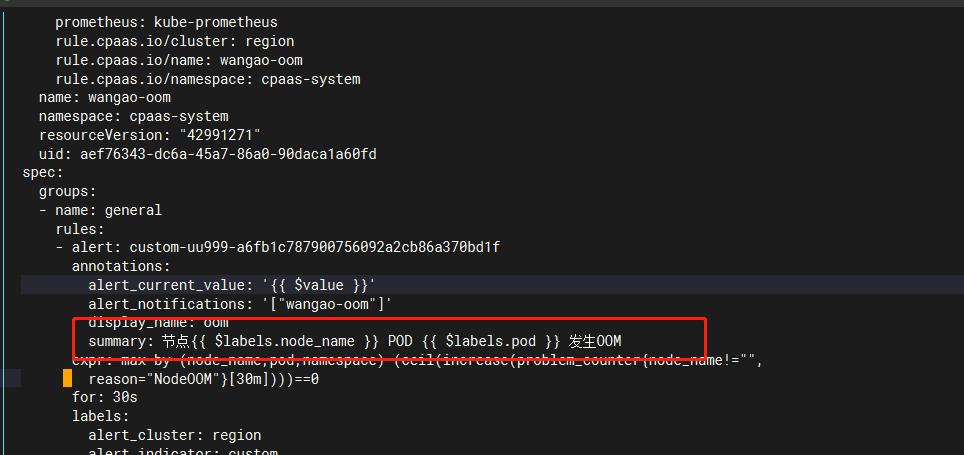 prometheus: kube-prometheus
rule.cpaas.io/cluster: region
rule.cpaas.io/name: wangao-oom
rule.cpaas.io/namespace: cpaas-system
name: wangao-oom
namespace: cpaas-system
resourceVersion: "42991271"
uid: aef76343-dc6a-45a7-86a0-90daca1a60fd
spec:
groups:
- name: general
rules:
- alert: custom-uu999-a6fb1c787900756092a2cb86a370bd1f
annotations:
alert_current_value: '{{ $value }}'
alert_notifications: '["wangao-oom"]'
display_name: oom
summary: 节点{{ $labels.node_name }} POD {{ $labels.pod }} 发生OOM
expr: max by (node_name,pod,namespace) (ceil(increase(problem_counter{node_name!="",
reason="NodeOOM"}[30m])))==0
for: 30s
labels:
alert_cluster: region
alert_indicator: custom